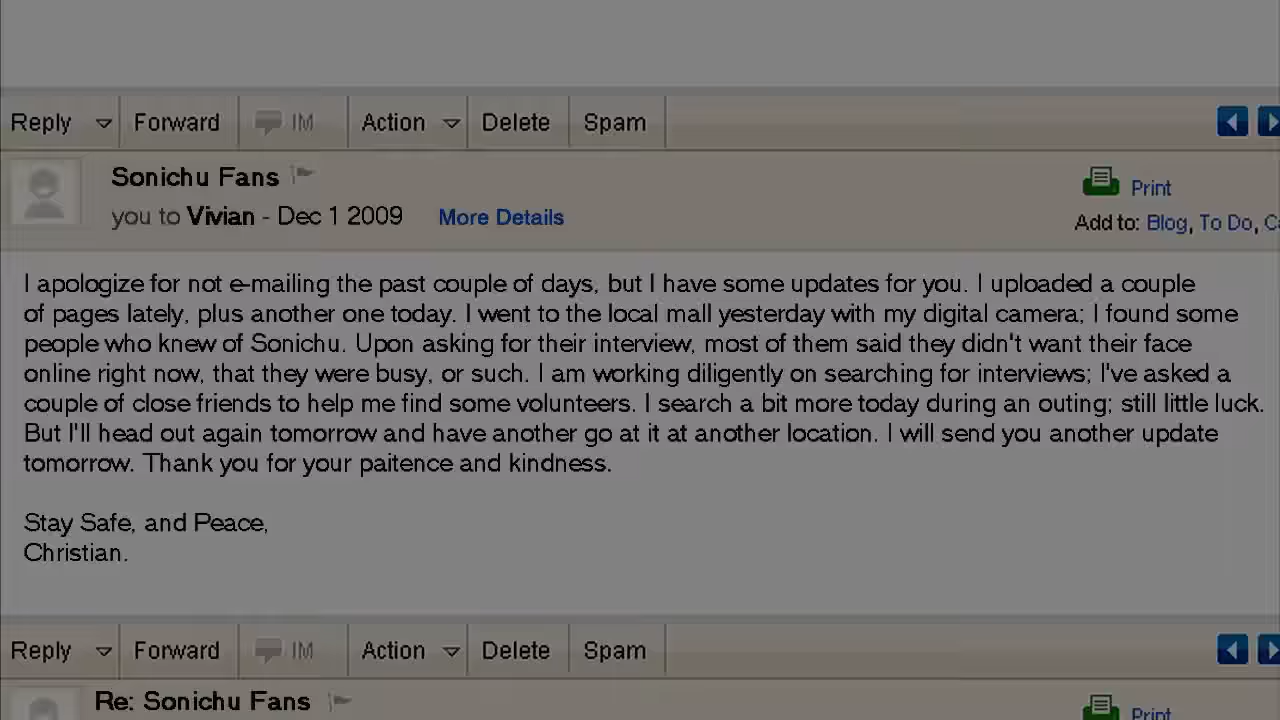 Reply Forward IM Action Delete Spam
Sonichu Fans
Print
you to Vivian - Dec 1 2009 More Details
Add to: Blog, To Do,
I apologize for not e-mailing the past couple of days, but I have some updates for you. I uploaded a couple
of pages lately, plus another one today. I went to the local mall yesterday with my digital camera; I found some
people who knew of Sonichu. Upon asking for their interview, most of them said they didn't want their face
online right now, that they were busy, or such. I am working diligently on searching for interviews; I've asked a
couple of close friends to help me find some volunteers. I search a bit more today during an outing; still little luck.
But I'll head out again tomorrow and have another go at it at another location. I will send you another update
tomorrow. Thank you for your paitence and kindness.
Stay Safe, and Peace,
Christian.
Reply Forward IM Action Delete Spam
Re: Sonichu Fans
Print